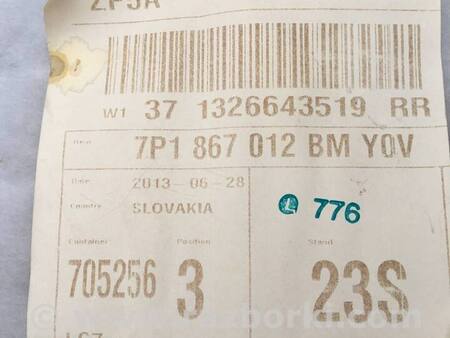 ZP5A
W1 37 1326643519 RR
Item 7P1 867 012 BM Y0V
Date 2013-06-28
Country SLOVAKIA
L 776
Container Position Stand
705256 3 23S